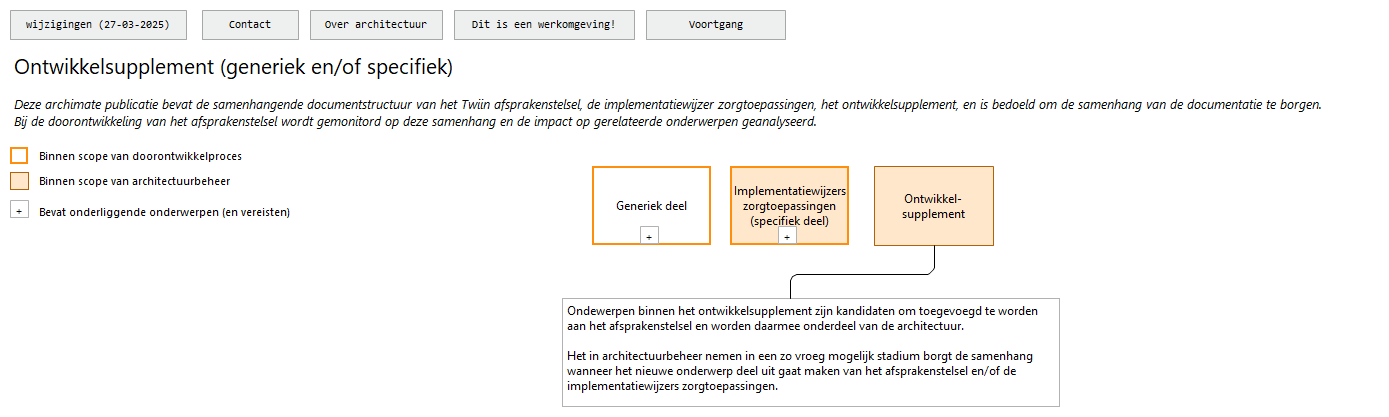 wijzigingen (27-03-2025)
Contact
Over architectuur
Dit is een werkomgeving!
Voortgang
Ontwikkelsupplement (generiek en/of specifiek)
Deze archimate publicatie bevat de samenhangende documentstructuur van het Twiin afsprakenstelsel, de implementatiewijzer zorgtoepassingen, het ontwikkelsupplement, en is bedoeld om de samenhang van de documentatie te borgen.
Bij de doorontwikkeling van het afsprakenstelsel wordt gemonitord op deze samenhang en de impact op gerelateerde onderwerpen geanalyseerd.
Binnen scope van doorontwikkelproces
Binnen scope van architectuurbeheer
+ Bevat onderliggende onderwerpen (en vereisten)
Generiek deel
+
Implementatiewijzers
zorgtoepassingen
(specifiek deel)
+
Ontwikkel-
supplement
Ondewerpen binnen het ontwikkelsupplement zijn kandidaten om toegevoegd te worden
aan het afsprakenstelsel en worden daarmee onderdeel van de architectuur.
Het in architectuurbeheer nemen in een zo vroeg mogelijk stadium borgt de samenhang
wanneer het nieuwe onderwerp deel uit gaat maken van het afsprakenstelsel en/of de
implementatiewijzers zorgtoepassingen.